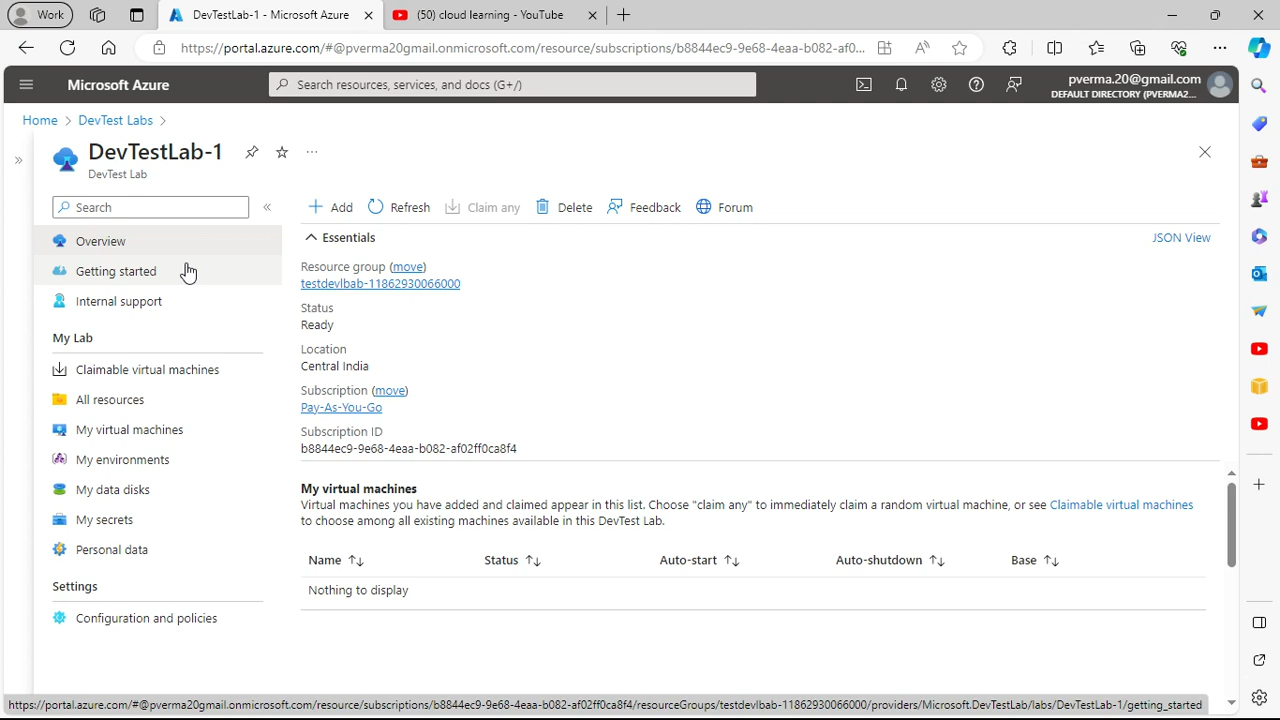 Work
DevTestLab-1 - Microsoft Azure
(50) cloud learning - YouTube
https://portal.azure.com/#@pverma20gmail.onmicrosoft.com/resource/subscriptions/b8844ec9-9e68-4eaa-b082-af0...
Microsoft Azure
Search resources, services, and docs (G+/)
pverma.20@gmail.com
DEFAULT DIRECTORY (PVERMA2...
Home > DevTest Labs >
DevTestLab-1
DevTest Lab
Search
Add
Refresh
Claim any
Delete
Feedback
Forum
Overview
Getting started
Internal support
My Lab
Claimable virtual machines
All resources
My virtual machines
My environments
My data disks
My secrets
Personal data
Settings
Configuration and policies
Essentials
JSON View
Resource group (move)
testdevlbab-11862930066000
Status
Ready
Location
Central India
Subscription (move)
Pay-As-You-Go
Subscription ID
b8844ec9-9e68-4eaa-b082-af02ff0ca8f4
My virtual machines
Virtual machines you have added and claimed appear in this list. Choose "claim any" to immediately claim a random virtual machine, or see Claimable virtual machines
to choose among all existing machines available in this DevTest Lab.
Name
Status
Auto-start
Auto-shutdown
Base
Nothing to display
https://portal.azure.com/#@pverma20gmail.onmicrosoft.com/resource/subscriptions/b8844ec9-9e68-4eaa-b082-af02ff0ca8f4/resourceGroups/testdevlbab-11862930066000/providers/Microsoft.DevTestLab/labs/DevTestLab-1/getting_started